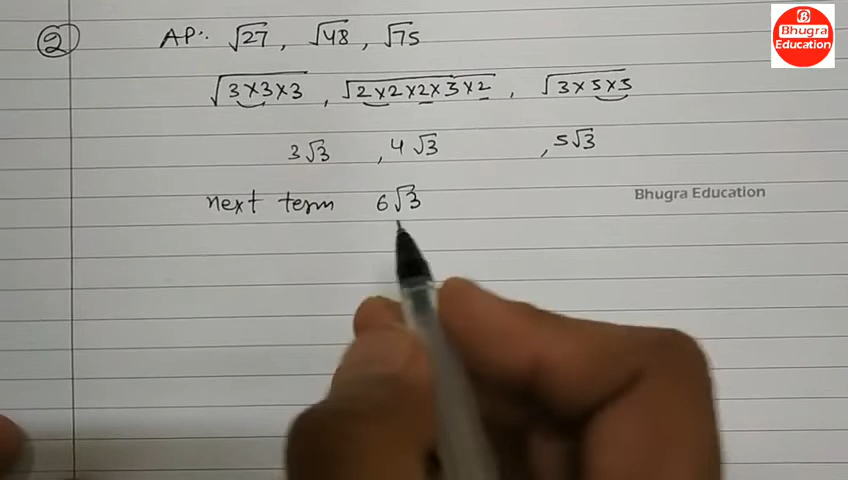 Bhugra
Education
② AP:. √27, √48, √75
√3×3×3, √2×2×2×3×2, √3×5×5
3√3, 4√3, 5√3
next term 6√3
Bhugra Education